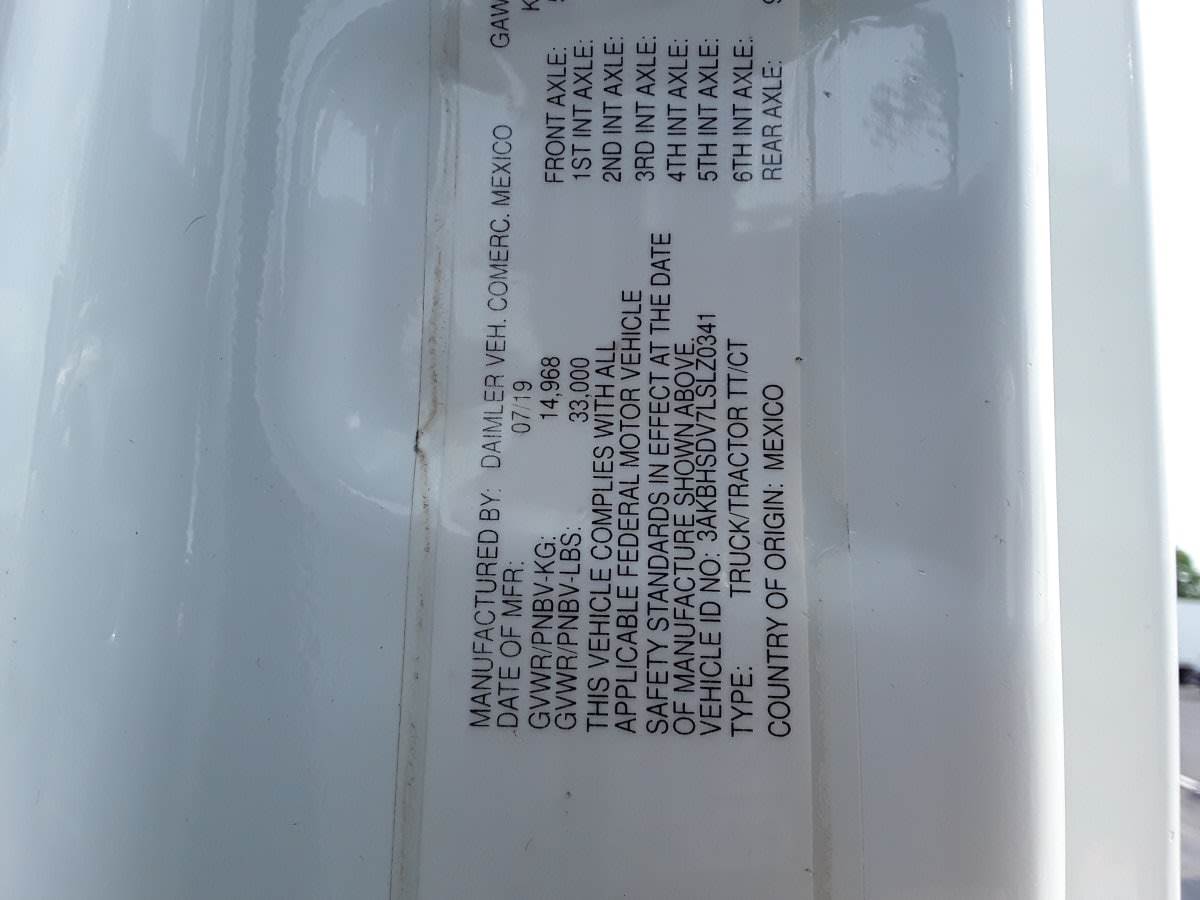 MANUFACTURED BY: DAIMLER VEH. COMERC. MEXICO
DATE OF MFR: 07/19
GVWR/PNBV-KG: 14,968
GVWR/PNBV-LBS: 33,000
THIS VEHICLE COMPLIES WITH ALL
APPLICABLE FEDERAL MOTOR VEHICLE
SAFETY STANDARDS IN EFFECT AT THE DATE
OF MANUFACTURE SHOWN ABOVE.
VEHICLE ID NO: 3AKBHSDV7LSLZ0341
TYPE: TRUCK/TRACTOR TT/CT
COUNTRY OF ORIGIN: MEXICO
GAW
K
FRONT AXLE:
1ST INT AXLE:
2ND INT AXLE:
3RD INT AXLE:
4TH INT AXLE:
5TH INT AXLE:
6TH INT AXLE:
REAR AXLE: